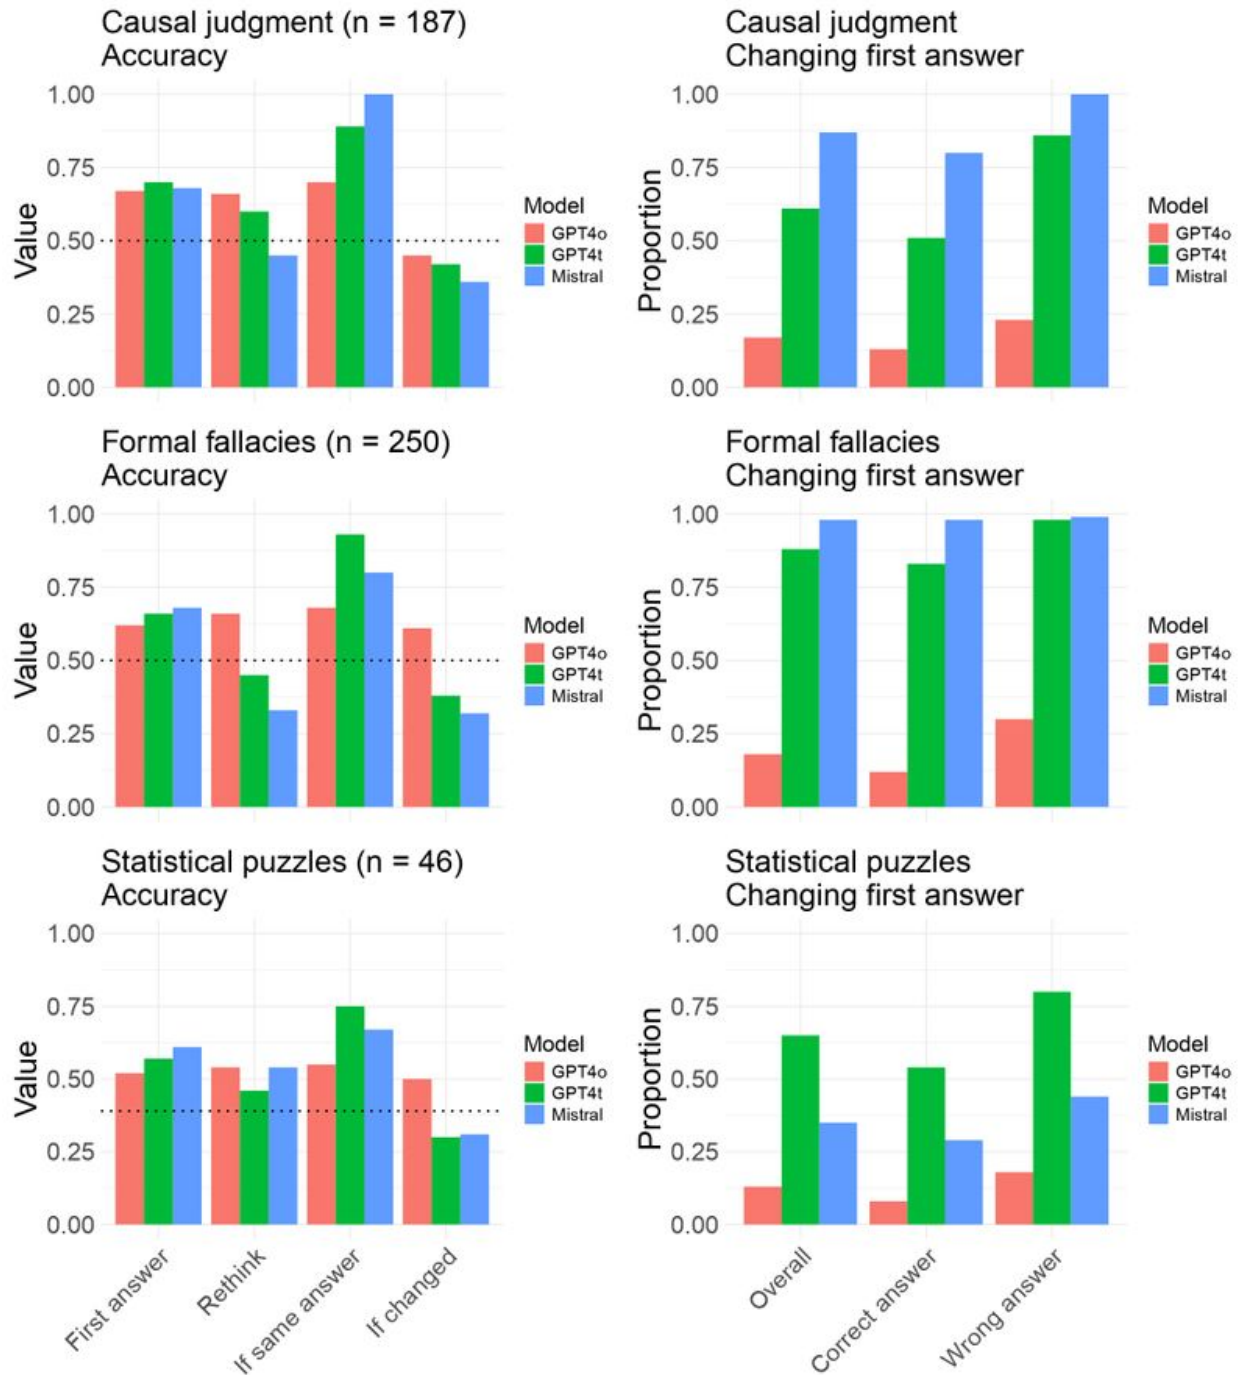 Causal judgment (n = 187)
Accuracy
1.00
0.75
0.50
0.25
0.00
Value
Model
GPT4o
GPT4t
Mistral
Causal judgment
Changing first answer
1.00
0.75
0.50
0.25
0.00
Proportion
Model
GPT4o
GPT4t
Mistral
Formal fallacies (n = 250)
Accuracy
1.00
0.75
0.50
0.25
0.00
Value
Model
GPT4o
GPT4t
Mistral
Formal fallacies
Changing first answer
1.00
0.75
0.50
0.25
0.00
Proportion
Model
GPT4o
GPT4t
Mistral
Statistical puzzles (n = 46)
Accuracy
1.00
0.75
0.50
0.25
0.00
Value
Model
GPT4o
GPT4t
Mistral
First answer
Rethink
If same answer
If changed
Statistical puzzles
Changing first answer
1.00
0.75
0.50
0.25
0.00
Proportion
Model
GPT4o
GPT4t
Mistral
Overall
Correct answer
Wrong answer